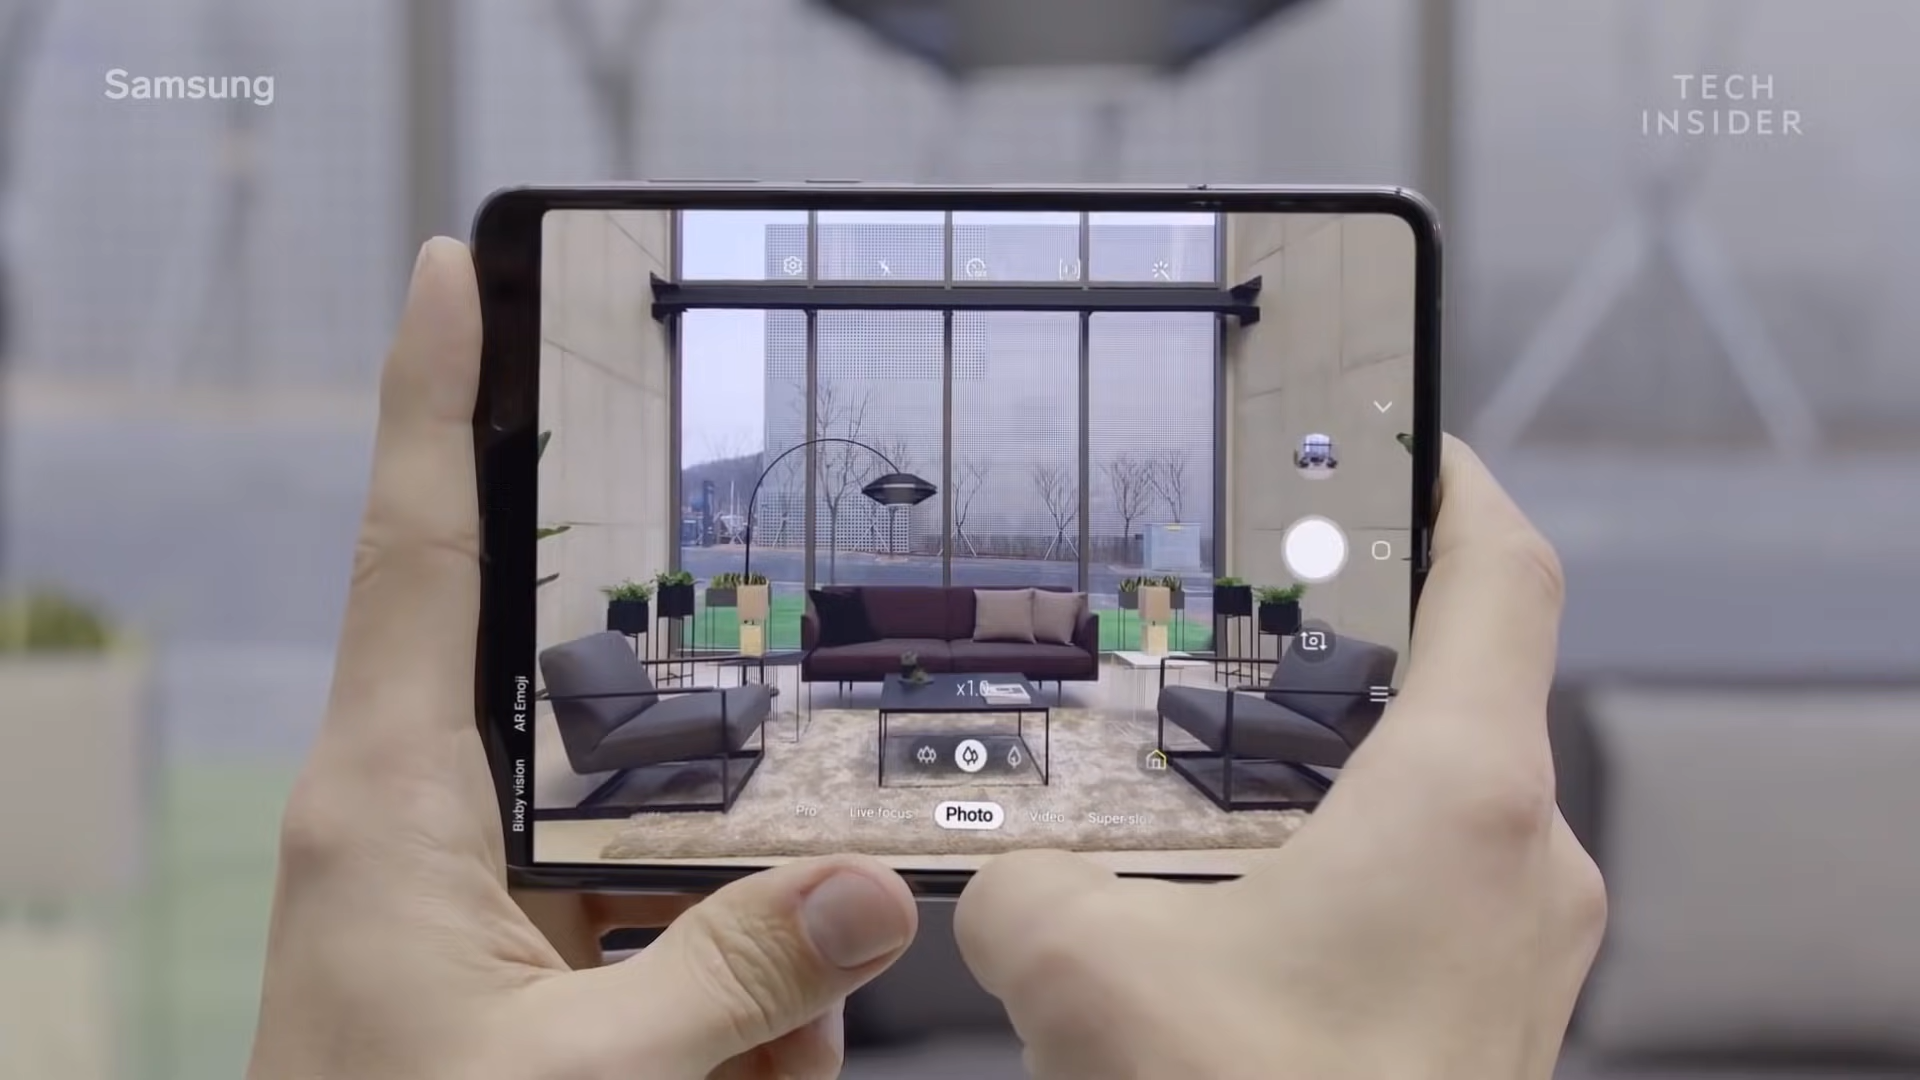 Samsung
TECH
INSIDER
x1.0
AR Emoji
Bixby vision
Pro
Live focus
Photo
Video
Super slo